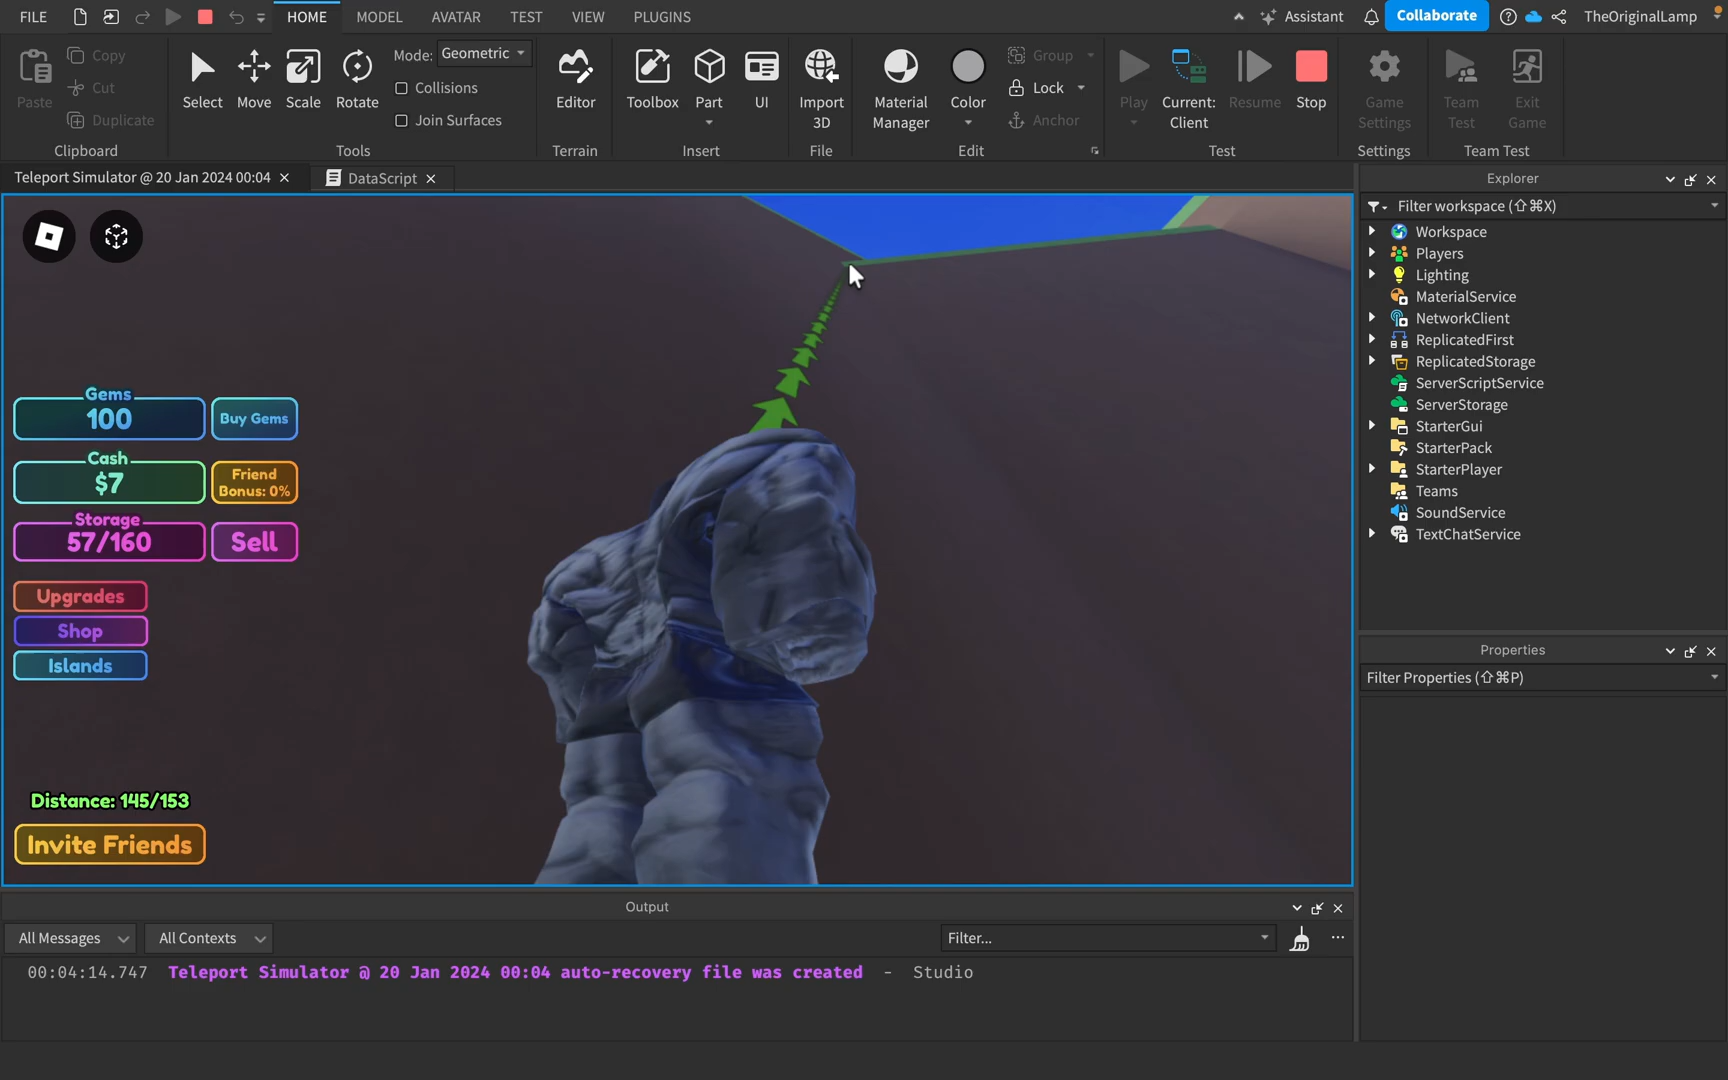 FILE
HOME
MODEL
AVATAR
TEST
VIEW
PLUGINS
Assistant
Collaborate
TheOriginalLamp
Paste
Copy
Cut
Duplicate
Clipboard
Select
Move
Scale
Rotate
Mode: Geometric
Collisions
Join Surfaces
Tools
Editor
Terrain
Toolbox
Part
UI
Insert
Import
3D
File
Material
Manager
Color
Group
Lock
Anchor
Edit
Play
Current:
Client
Resume
Stop
Test
Game
Settings
Settings
Team
Test
Exit
Game
Team Test
Teleport Simulator @ 20 Jan 2024 00:04
DataScript
Gems
100
Buy Gems
Cash
$7
Friend
Bonus: 0%
Storage
57/160
Sell
Upgrades
Shop
Islands
Distance: 145/153
Invite Friends
Explorer
Filter workspace (⇧⌘X)
Workspace
Players
Lighting
MaterialService
NetworkClient
ReplicatedFirst
ReplicatedStorage
ServerScriptService
ServerStorage
StarterGui
StarterPack
StarterPlayer
Teams
SoundService
TextChatService
Properties
Filter Properties (⇧⌘P)
Output
All Messages
All Contexts
Filter...
00:04:14.747 Teleport Simulator @ 20 Jan 2024 00:04 auto-recovery file was created - Studio